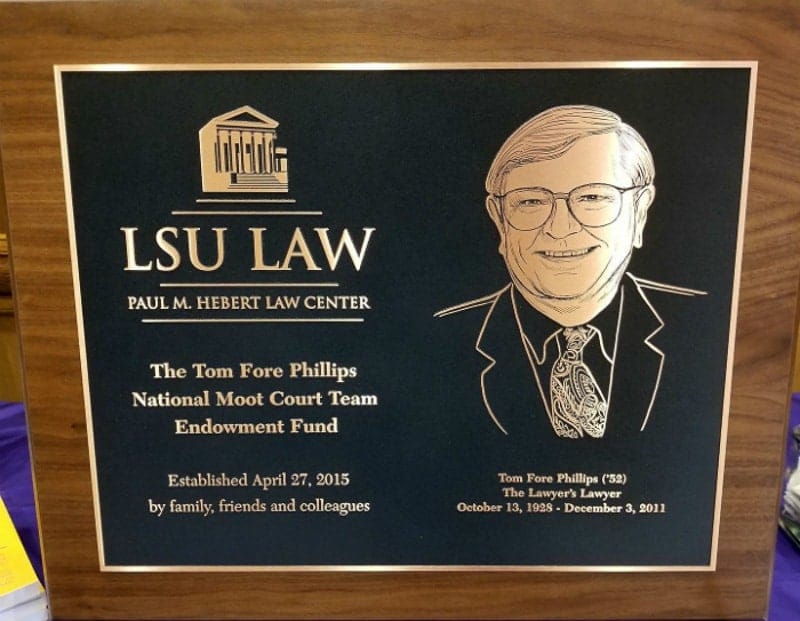 LSU LAW
PAUL M. HEBERT LAW CENTER
The Tom Fore Phillips
National Moot Court Team
Endowment Fund
Established April 27, 2015
by family, friends and colleagues
Tom Fore Phillips ('52)
The Lawyer's Lawyer
October 13, 1928 - December 3, 2011